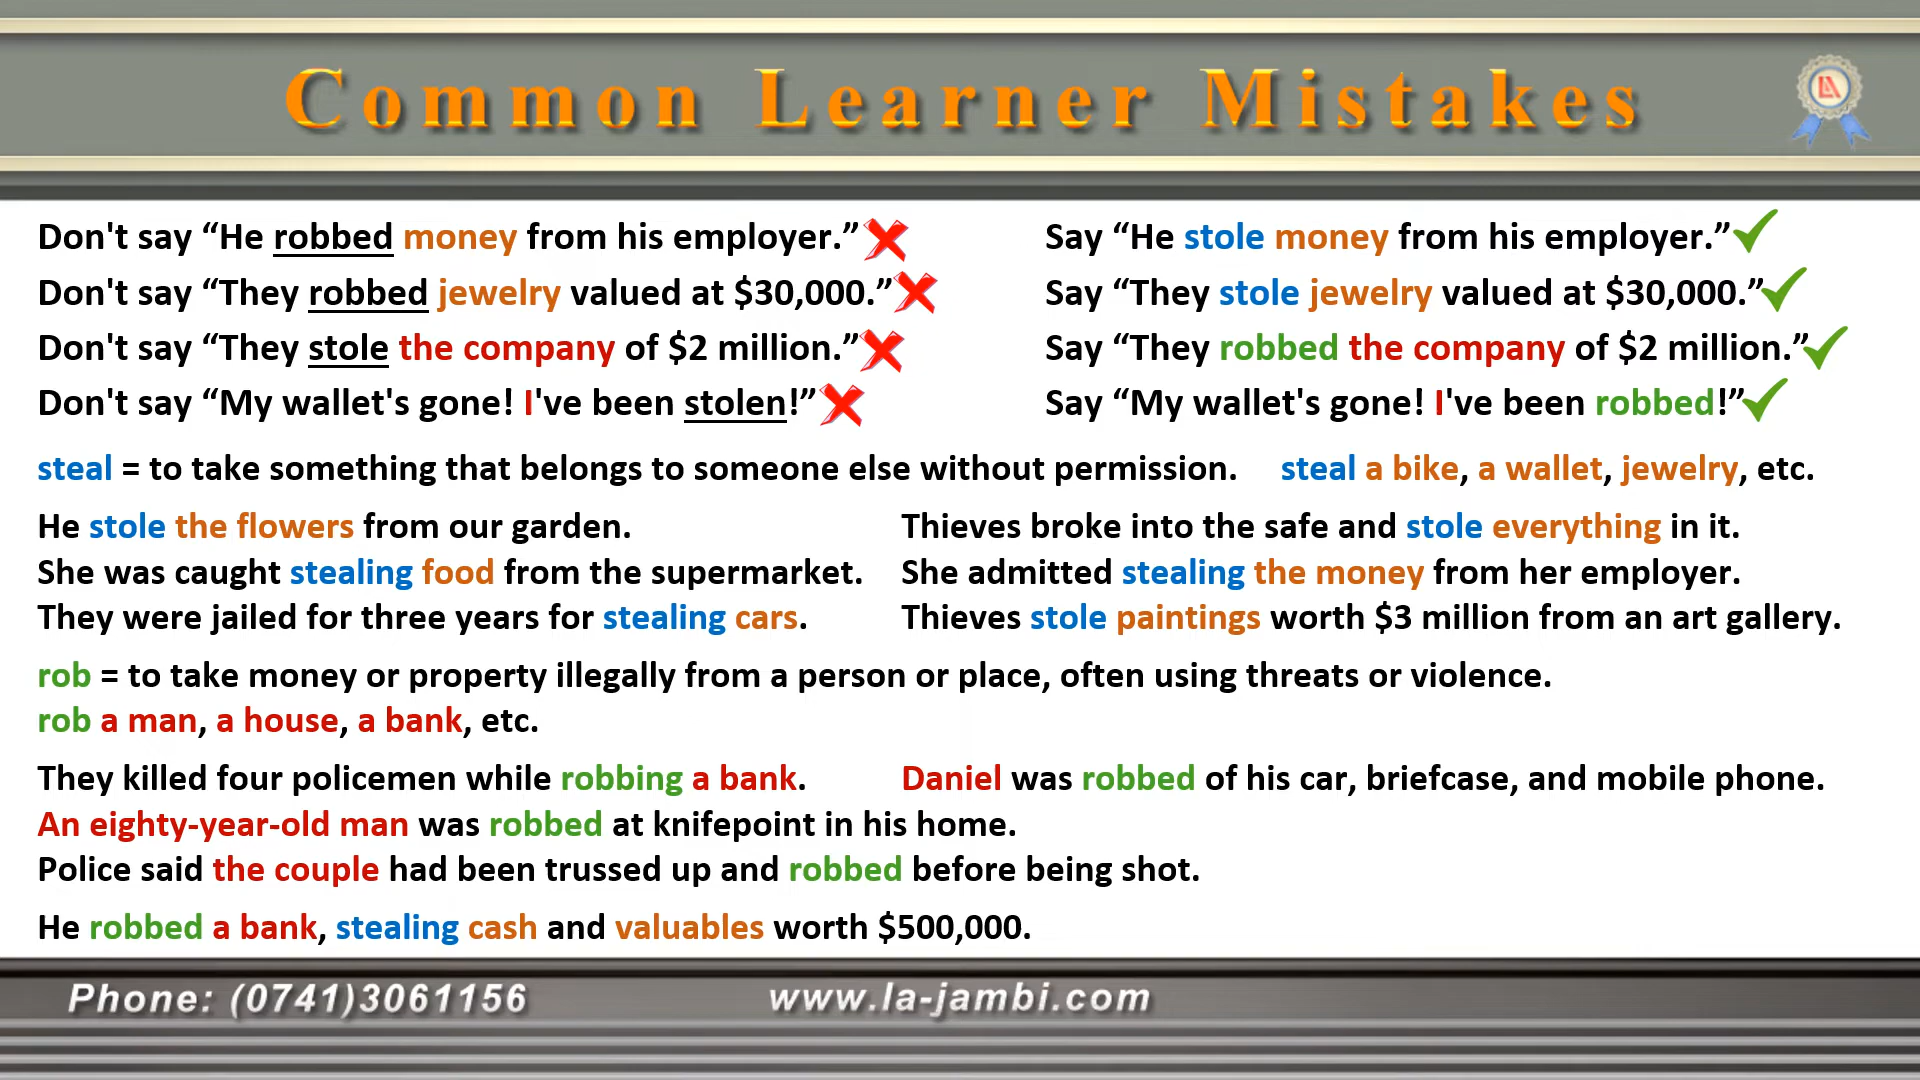 Common Learner Mistakes
LA
Don't say “He robbed money from his employer.” Say “He stole money from his employer.”
Don't say “They robbed jewelry valued at $30,000.” Say “They stole jewelry valued at $30,000.”
Don't say “They stole the company of $2 million.” Say “They robbed the company of $2 million.”
Don't say “My wallet's gone! I've been stolen!” Say “My wallet's gone! I've been robbed!”
steal = to take something that belongs to someone else without permission. steal a bike, a wallet, jewelry, etc.
He stole the flowers from our garden. Thieves broke into the safe and stole everything in it.
She was caught stealing food from the supermarket. She admitted stealing the money from her employer.
They were jailed for three years for stealing cars. Thieves stole paintings worth $3 million from an art gallery.
rob = to take money or property illegally from a person or place, often using threats or violence.
rob a man, a house, a bank, etc.
They killed four policemen while robbing a bank. Daniel was robbed of his car, briefcase, and mobile phone.
An eighty-year-old man was robbed at knifepoint in his home.
Police said the couple had been trussed up and robbed before being shot.
He robbed a bank, stealing cash and valuables worth $500,000.
Phone: (0741)3061156 www.la-jambi.com